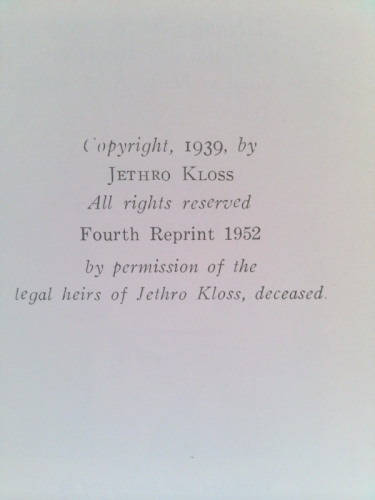 Copyright, 1939, by
JETHRO KLOSS
All rights reserved
Fourth Reprint 1952
by permission of the
legal heirs of Jethro Kloss, deceased.